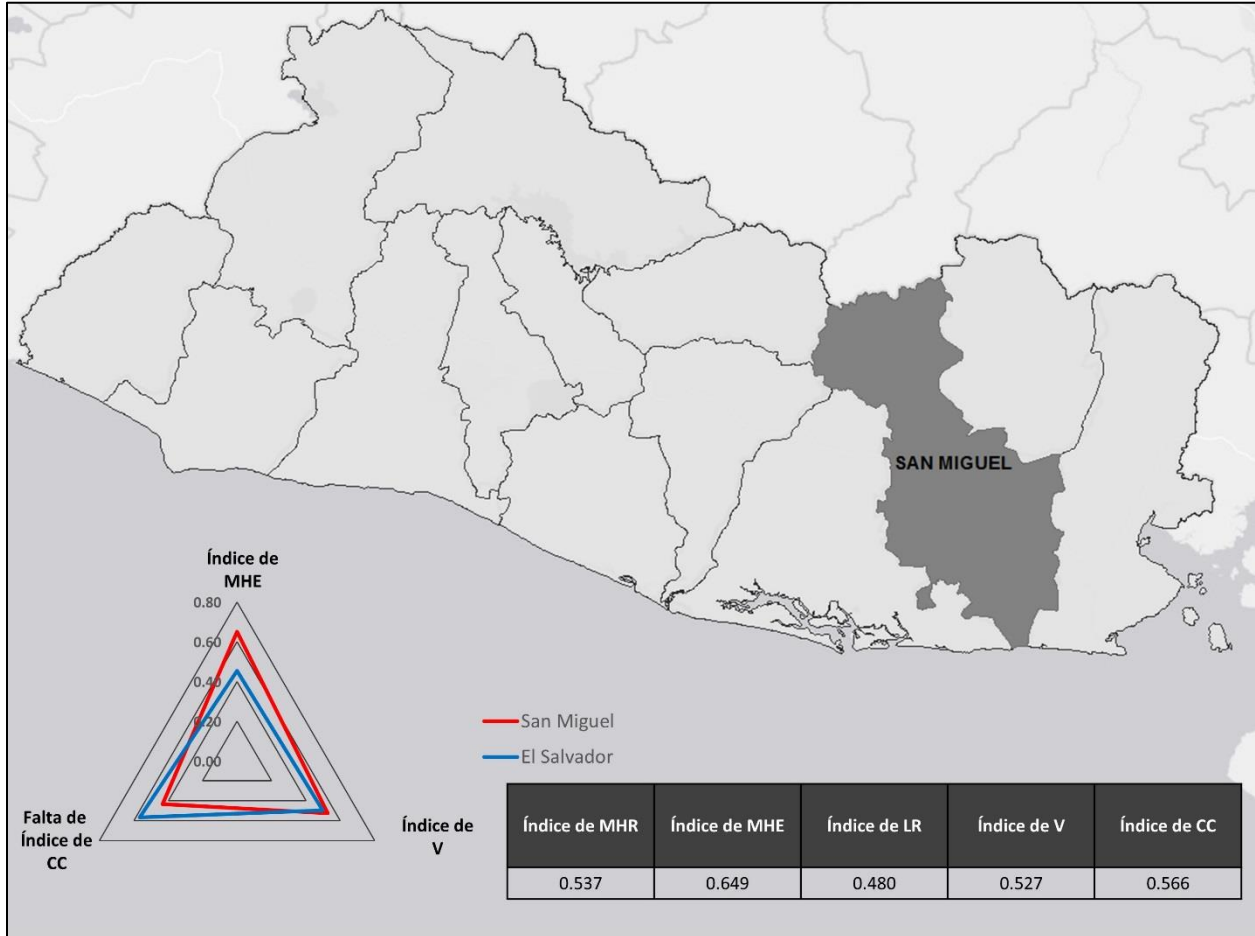 SAN MIGUEL
Índice de
MHE
0.80
0.60
0.40
0.20
0.00
Falta de
Índice de
CC
Índice de
V
San Miguel
El Salvador
Índice de MHR Índice de MHE Índice de LR Índice de V Índice de CC
0.537 0.649 0.480 0.527 0.566